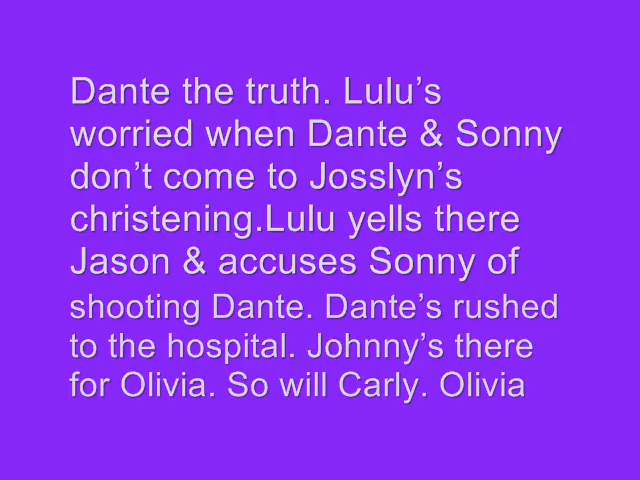 Dante the truth. Lulu’s
worried when Dante & Sonny
don’t come to Josslyn’s
christening.Lulu yells there
Jason & accuses Sonny of
shooting Dante. Dante’s rushed
to the hospital. Johnny’s there
for Olivia. So will Carly. Olivia